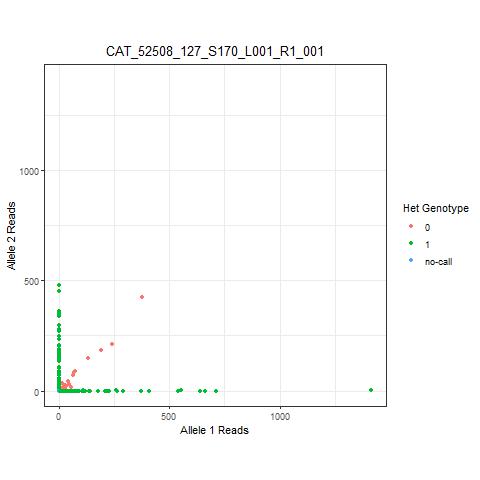 CAT_52508_127_S170_L001_R1_001
Allele 2 Reads
1000
500
0
0 500 1000
Allele 1 Reads
Het Genotype
0
1
no-call